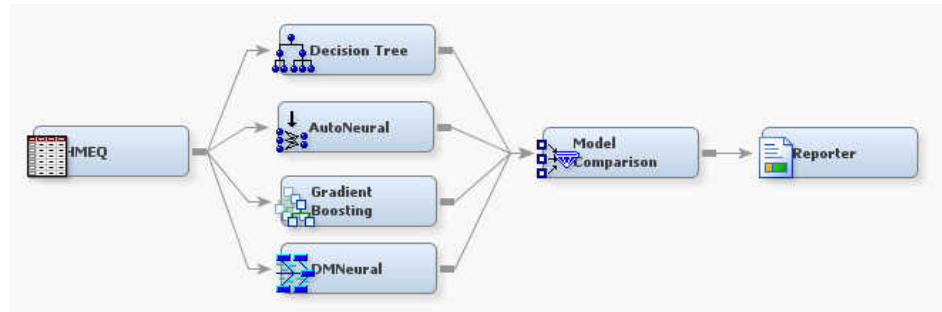 HMEQ
Decision Tree
AutoNeural
Gradient
Boosting
DMNeural
Model
Comparison
Reporter